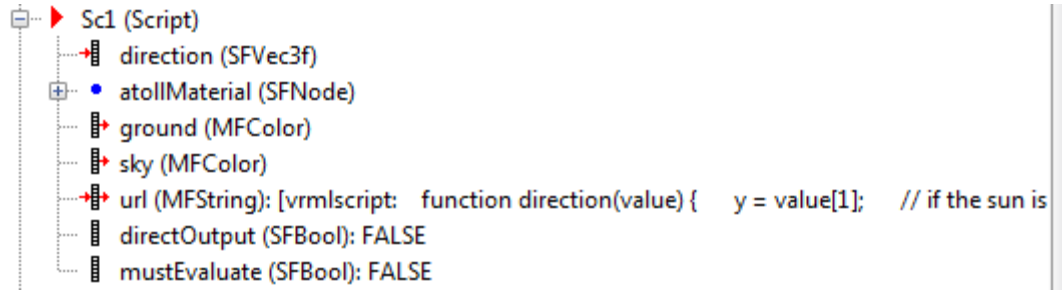 Sc1 (Script)
direction (SFVec3f)
atollMaterial (SFNode)
ground (MFColor)
sky (MFColor)
url (MFString): [vrmlscript:   function direction(value) {     y = value[1];     // if the sun is
directOutput (SFBool): FALSE
mustEvaluate (SFBool): FALSE